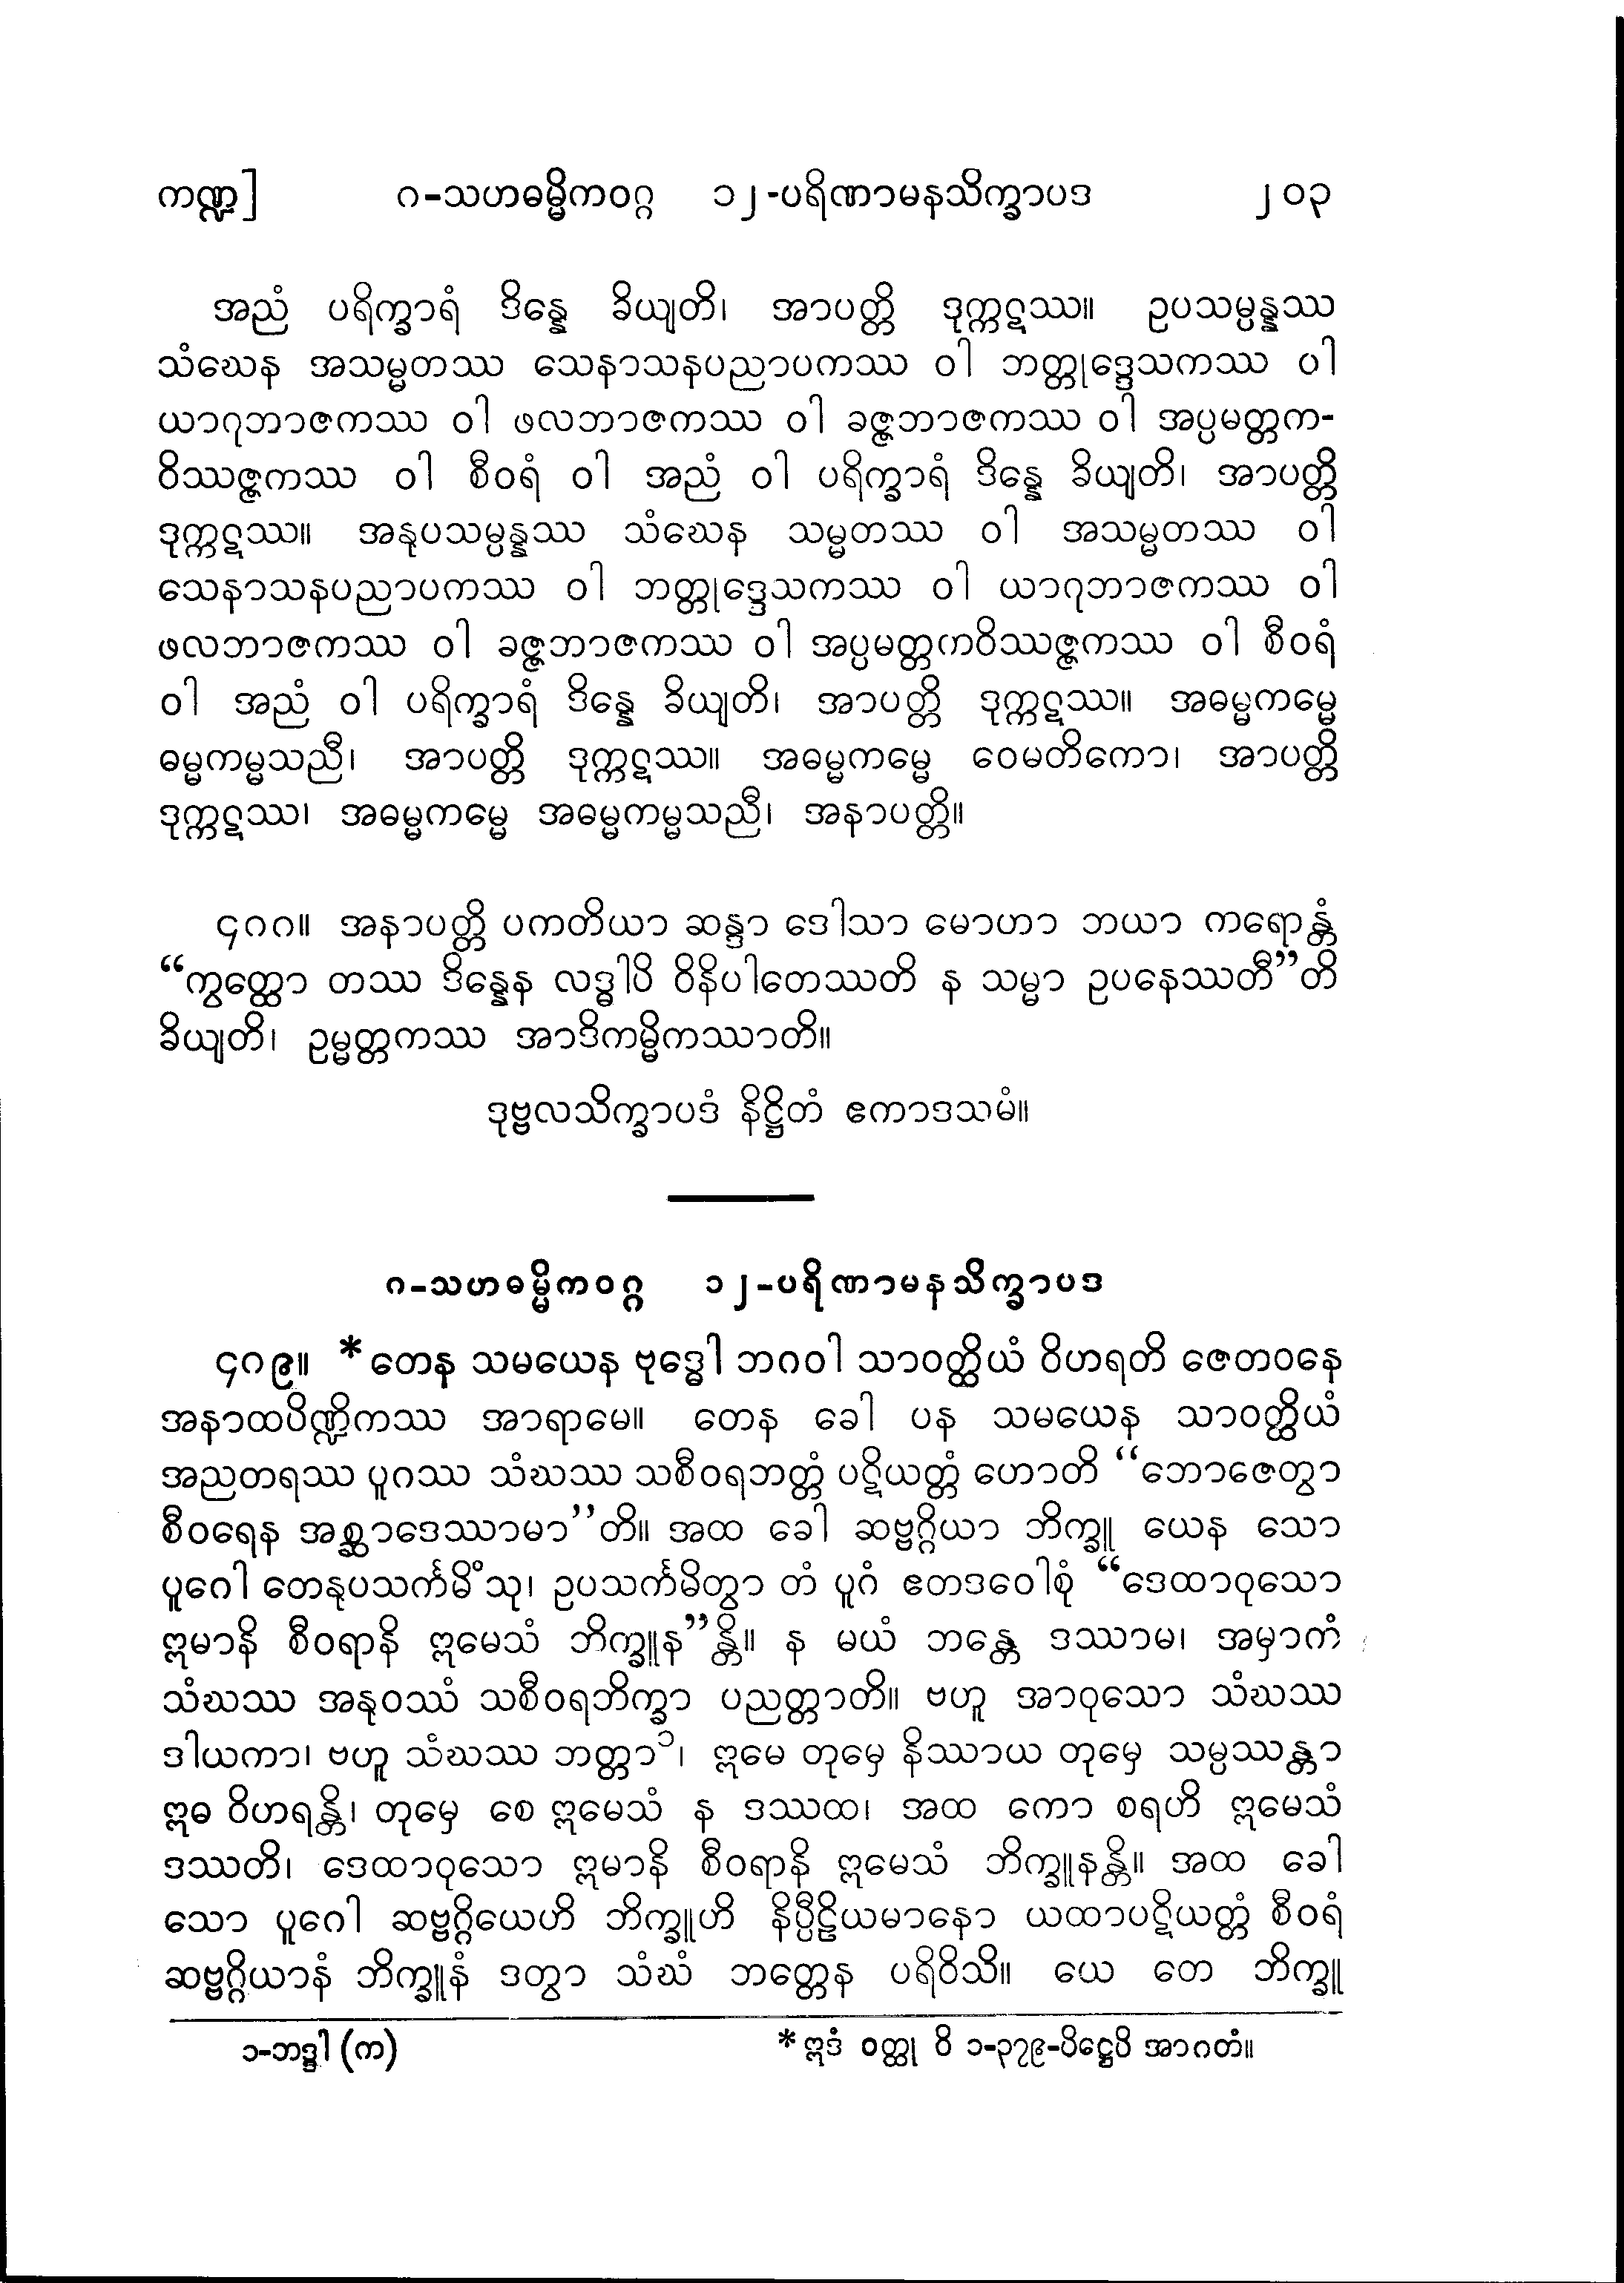 ကဏ္ဍ] ၈-သဟဓမ္မိကဝဂ္ဂ ၁၂-ပရိဏာမနသိက္ခာပဒ ၂၀၃
အညံ ပရိက္ခာရံ ဒိန္နေ ခိယျတိ၊ အာပတ္တိ ဒုက္ကဋဿ။ ဥပသမ္ပန္နဿ
သံဃေန အသမ္မတဿ သေနာသနပညာပကဿ ဝါ ဘတ္တုဒ္ဒေသကဿ ဝါ
ယာဂုဘာဇကဿ ဝါ ဖလဘာဇကဿ ဝါ ခဇ္ဇဘာဇကဿ ဝါ အပ္ပမတ္တက-
ဝိဿဇ္ဇကဿ ဝါ စီဝရံ ဝါ အညံ ဝါ ပရိက္ခာရံ ဒိန္နေ ခိယျတိ၊ အာပတ္တိ
ဒုက္ကဋဿ။ အနုပသမ္ပန္နဿ သံဃေန သမ္မတဿ ဝါ အသမ္မတဿ ဝါ
သေနာသနပညာပကဿ ဝါ ဘတ္တုဒ္ဒေသကဿ ဝါ ယာဂုဘာဇကဿ ဝါ
ဖလဘာဇကဿ ဝါ ခဇ္ဇဘာဇကဿ ဝါ အပ္ပမတ္တကဝိဿဇ္ဇကဿ ဝါ စီဝရံ
ဝါ အညံ ဝါ ပရိက္ခာရံ ဒိန္နေ ခိယျတိ၊ အာပတ္တိ ဒုက္ကဋဿ။ အဓမ္မကမ္မေ
ဓမ္မကမ္မသညီ၊ အာပတ္တိ ဒုက္ကဋဿ။ အဓမ္မကမ္မေ ဝေမတိကော၊ အာပတ္တိ
ဒုက္ကဋဿ၊ အဓမ္မကမ္မေ အဓမ္မကမ္မသညီ၊ အနာပတ္တိ။
၄၈၈။ အနာပတ္တိ ပကတိယာ ဆန္ဒာ ဒေါသာ မောဟာ ဘယာ ကရောန္တံ
“ကွတ္ထော တဿ ဒိန္နေန လဒ္ဓါပိ ဝိနိပါတေဿတိ န သမ္မာ ဥပနေဿတီ”တိ
ခိယျတိ၊ ဥမ္မတ္တကဿ အာဒိကမ္မိကဿာတိ။
ဒုဗ္ဗလသိက္ခာပဒံ နိဋ္ဌိတံ ဧကာဒသမံ။
၈-သဟဓမ္မိကဝဂ္ဂ ၁၂-ပရိဏာမနသိက္ခာပဒ
၄၈၉။ *တေန သမယေန ဗုဒ္ဓေါ ဘဂဝါ သာဝတ္ထိယံ ဝိဟရတိ ဇေတဝနေ
အနာထပိဏ္ဍိကဿ အာရာမေ။ တေန ခေါ ပန သမယေန သာဝတ္ထိယံ
အညတရဿ ပူဂဿ သံဃဿ သစီဝရဘတ္တံ ပဋိယတ္တံ ဟောတိ “ဘောဇေတွာ
စီဝရေန အစ္ဆာဒေဿာမာ”တိ။ အထ ခေါ ဆဗ္ဗဂ္ဂိယာ ဘိက္ခူ ယေန သော
ပူဂေါ တေနုပသင်္ကမိံသု၊ ဥပသင်္ကမိတွာ တံ ပူဂံ ဧတဒဝေါစုံ “ဒေထာဝုသော
ဣမာနိ စီဝရာနိ ဣမေသံ ဘိက္ခူန”န္တိ။ န မယံ ဘန္တေ ဒဿာမ၊ အမှာကံ
သံဃဿ အနုဝဿံ သစီဝရဘိက္ခာ ပညတ္တာတိ။ ဗဟူ အာဝုသော သံဃဿ
ဒါယကာ၊ ဗဟူ သံဃဿ ဘတ္တာ၁၊ ဣမေ တုမှေ နိဿာယ တုမှေ သမ္ပဿန္တာ
ဣဓ ဝိဟရန္တိ၊ တုမှေ စေ ဣမေသံ န ဒဿထ၊ အထ ကော စရဟိ ဣမေသံ
ဒဿတိ၊ ဒေထာဝုသော ဣမာနိ စီဝရာနိ ဣမေသံ ဘိက္ခူနန္တိ။ အထ ခေါ
သော ပူဂေါ ဆဗ္ဗဂ္ဂိယေဟိ ဘိက္ခူဟိ နိပ္ပီဠိယမာနော ယထာပဋိယတ္တံ စီဝရံ
ဆဗ္ဗဂ္ဂိယာနံ ဘိက္ခူနံ ဒတွာ သံဃံ ဘတ္တေန ပရိဝိသိ။ ယေ တေ ဘိက္ခူ
၁-ဘဒ္ဒါ (က) *ဣဒံ ဝတ္ထု ဝိ ၁-၃၇၉-ပိဋ္ဌေပိ အာဂတံ။